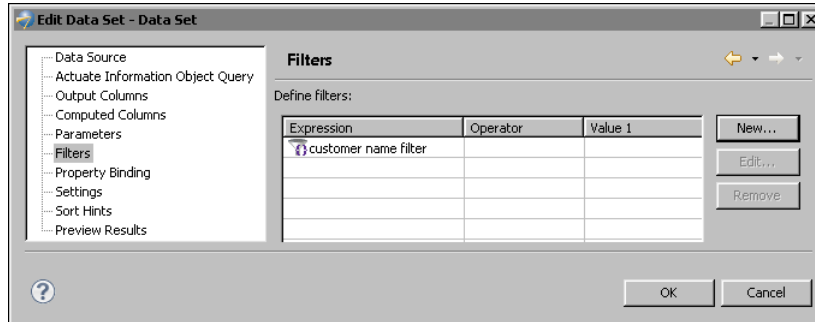 Edit Data Set - Data Set
Data Source
Actuate Information Object Query
Output Columns
Computed Columns
Parameters
Filters
Property Binding
Settings
Sort Hints
Preview Results
Filters
Define filters:
Expression Operator Value 1
customer name filter
New...
Edit...
Remove
?
OK Cancel